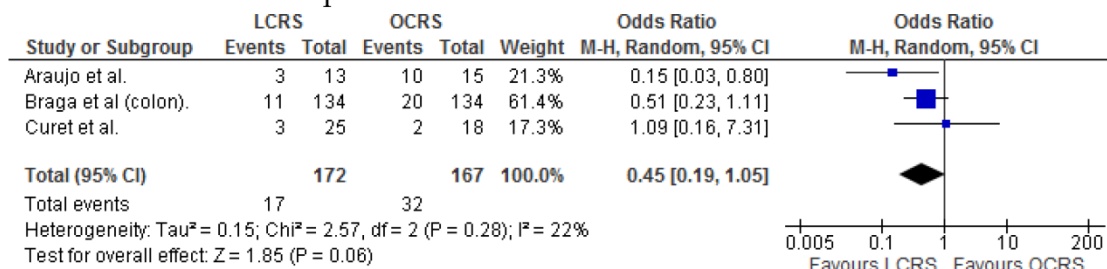 LCRS OCRS Odds Ratio Odds Ratio
Study or Subgroup Events Total Events Total Weight M-H, Random, 95% CI M-H, Random, 95% CI
Araujo et al. 3 13 10 15 21.3% 0.15 [0.03, 0.80]
Braga et al (colon). 11 134 20 134 61.4% 0.51 [0.23, 1.11]
Curet et al. 3 25 2 18 17.3% 1.09 [0.16, 7.31]
Total (95% CI) 172 167 100.0% 0.45 [0.19, 1.05]
Total events 17 32
Heterogeneity: Tau² = 0.15; Chi² = 2.57, df = 2 (P = 0.28); I² = 22%
Test for overall effect: Z = 1.85 (P = 0.06)
0.005 0.1 1 10 200
Favours LCRS Favours OCRS